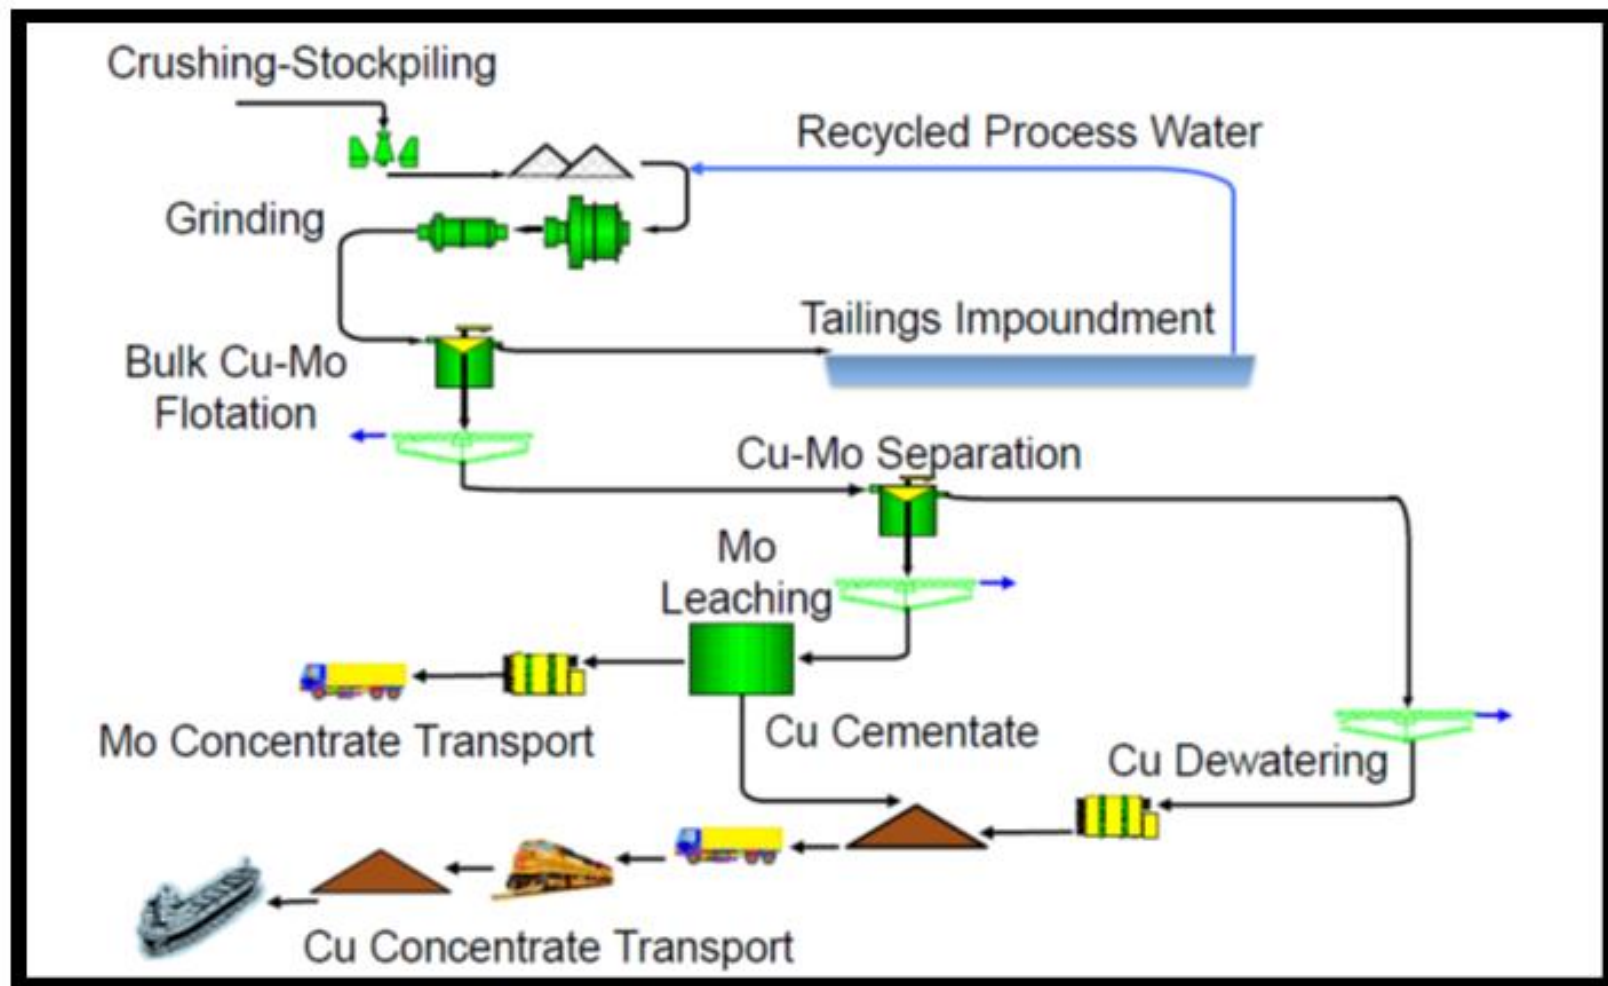 Crushing-Stockpiling
Recycled Process Water
Grinding
Tailings Impoundment
Bulk Cu-Mo
Flotation
Cu-Mo Separation
Mo
Leaching
Mo Concentrate Transport
Cu Cementate
Cu Dewatering
Cu Concentrate Transport